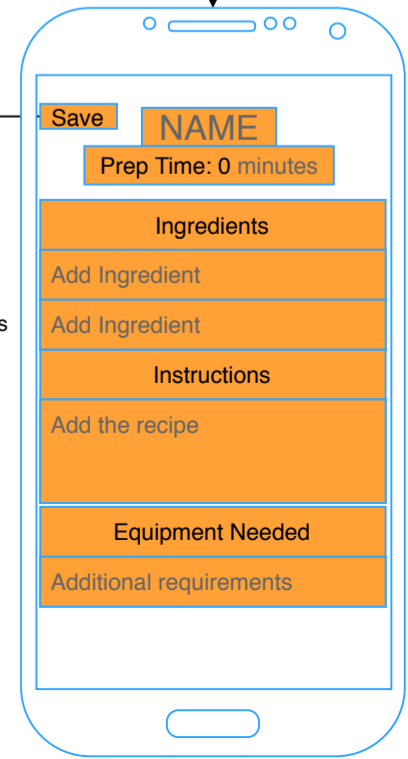 Save
NAME
Prep Time: 0 minutes
Ingredients
Add Ingredient
s
Add Ingredient
Instructions
Add the recipe
Equipment Needed
Additional requirements